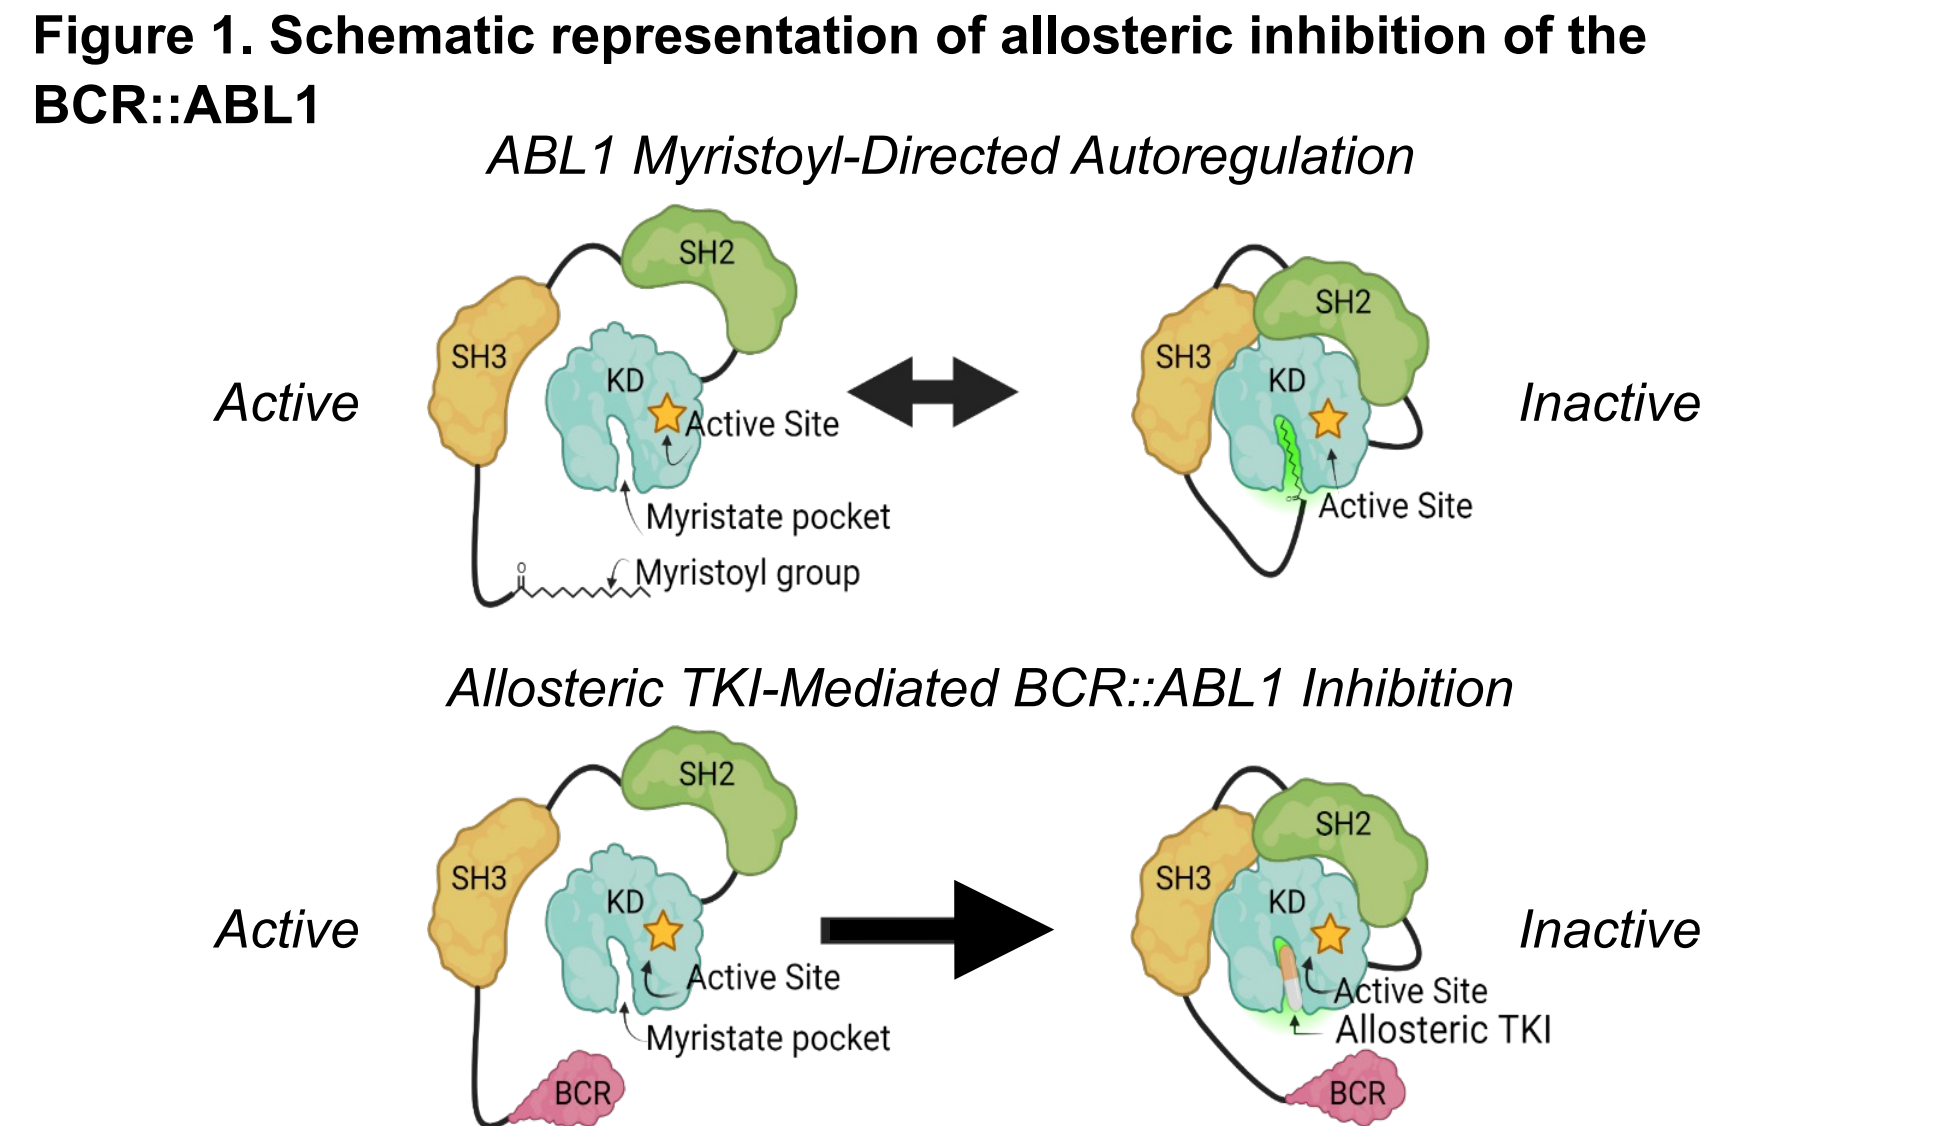 Figure 1. Schematic representation of allosteric inhibition of the
BCR::ABL1
ABL1 Myristoyl-Directed Autoregulation
SH2
SH3
KD
Active
Active Site
Myristate pocket
O
Myristoyl group
SH2
SH3
KD
Inactive
Active Site
Allosteric TKI-Mediated BCR::ABL1 Inhibition
SH2
SH3
KD
Active
Active Site
Myristate pocket
BCR
SH2
SH3
KD
Inactive
Active Site
Allosteric TKI
BCR